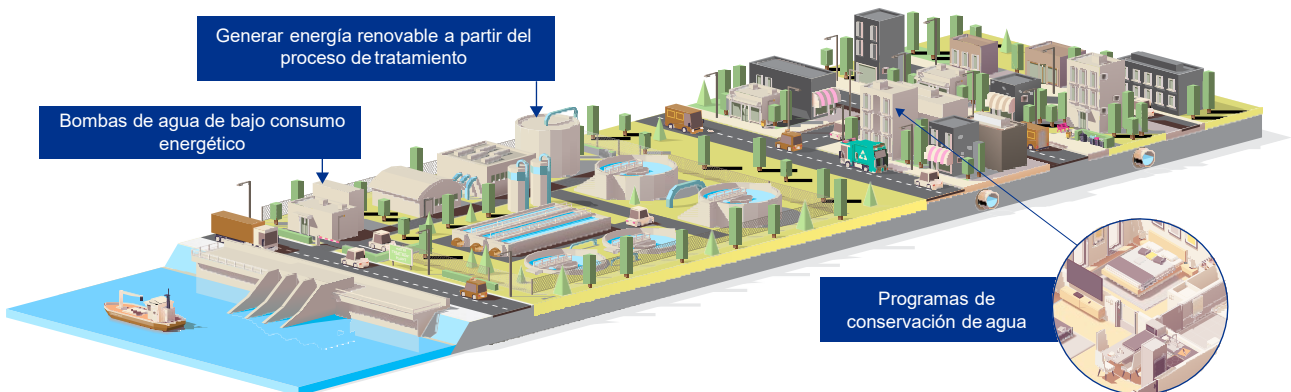 Generar energía renovable a partir del
proceso de tratamiento
Bombas de agua de bajo consumo
energético
Programas de
conservación de agua